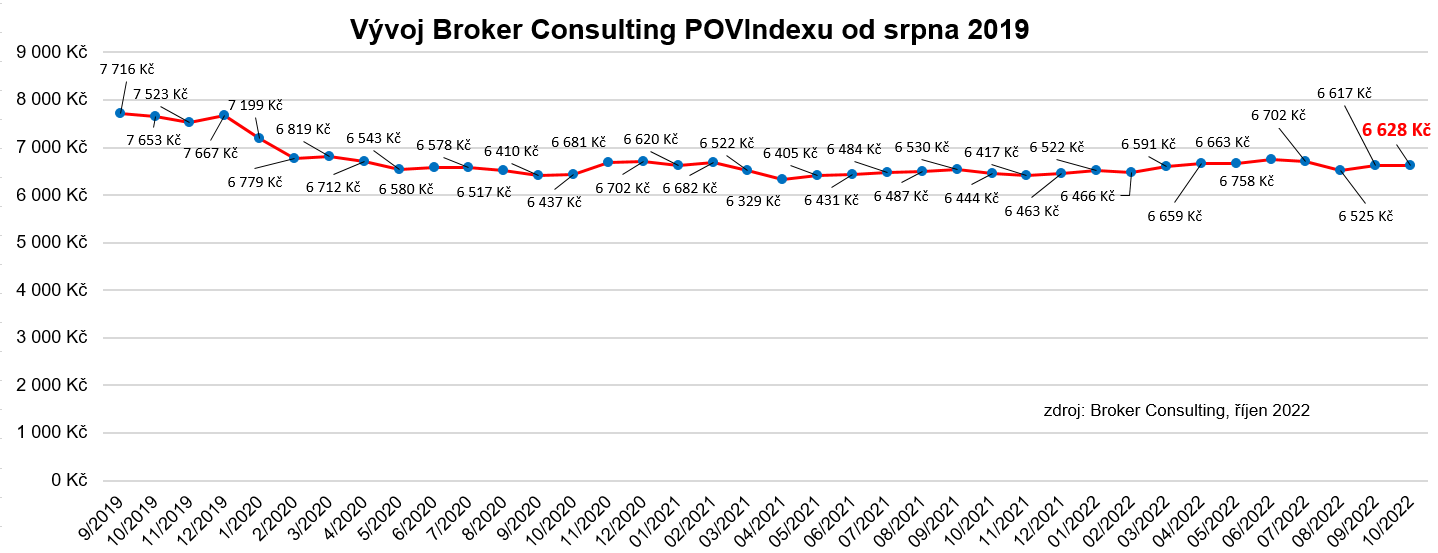 Vývoj Broker Consulting POVIndexu od srpna 2019
9 000 Kč
8 000 Kč
7 000 Kč
6 000 Kč
5 000 Kč
4 000 Kč
3 000 Kč
2 000 Kč
1 000 Kč
0 Kč
7 716 Kč
7 653 Kč
7 523 Kč
7 667 Kč
7 199 Kč
6 779 Kč
6 819 Kč
6 712 Kč
6 543 Kč
6 580 Kč
6 578 Kč
6 517 Kč
6 410 Kč
6 437 Kč
6 681 Kč
6 702 Kč
6 620 Kč
6 682 Kč
6 522 Kč
6 329 Kč
6 405 Kč
6 431 Kč
6 484 Kč
6 487 Kč
6 530 Kč
6 444 Kč
6 417 Kč
6 463 Kč
6 522 Kč
6 466 Kč
6 591 Kč
6 659 Kč
6 663 Kč
6 758 Kč
6 702 Kč
6 525 Kč
6 617 Kč
6 628 Kč
zdroj: Broker Consulting, říjen 2022
9/2019
10/2019
11/2019
12/2019
1/2020
2/2020
3/2020
4/2020
5/2020
6/2020
7/2020
8/2020
9/2020
10/2020
11/2020
12/2020
01/2021
02/2021
03/2021
04/2021
05/2021
06/2021
07/2021
08/2021
09/2021
10/2021
11/2021
12/2021
01/2022
02/2022
03/2022
04/2022
05/2022
06/2022
07/2022
08/2022
09/2022
10/2022